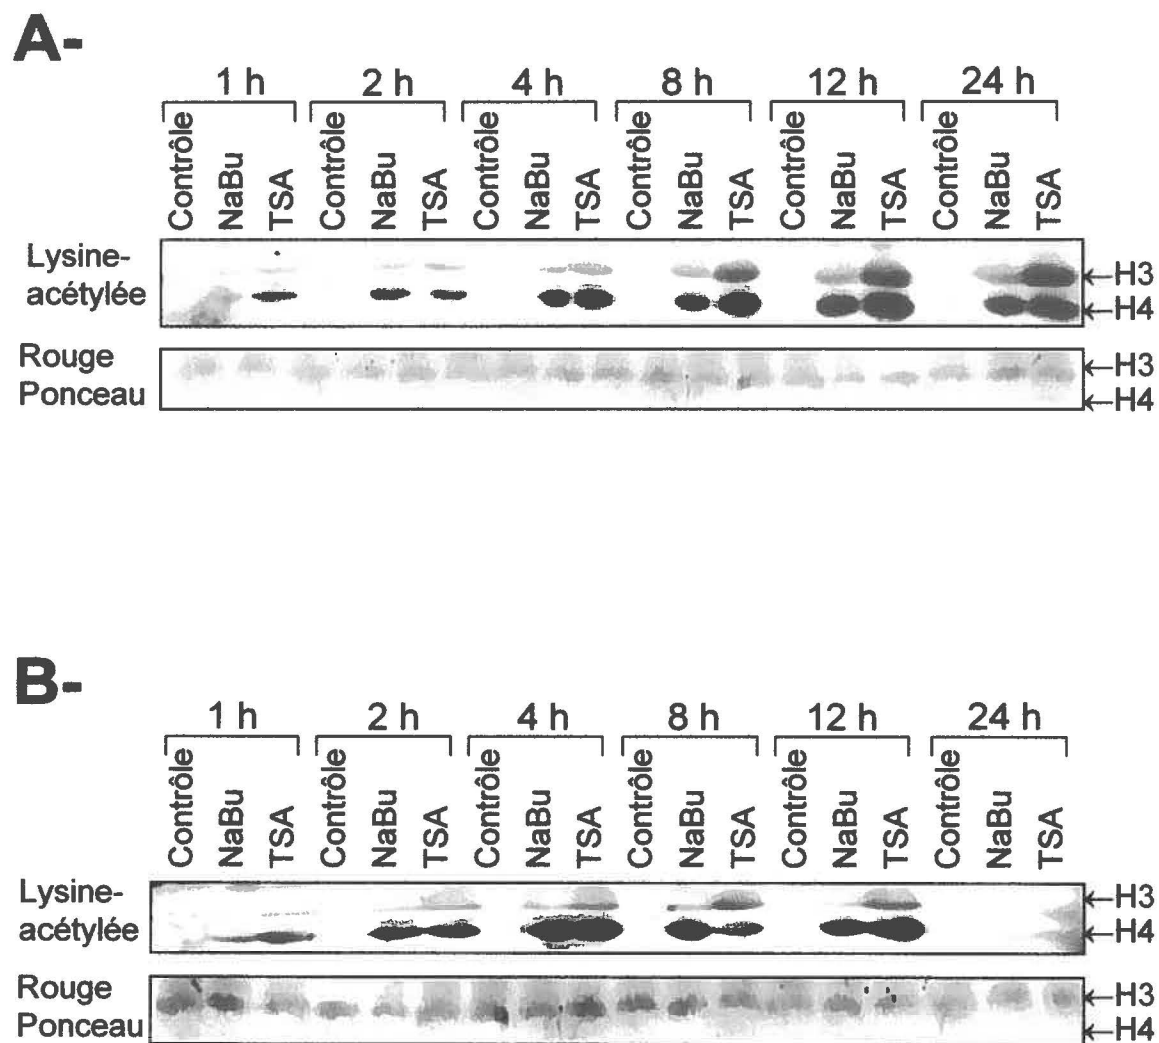 A-
1 h 2 h 4 h 8 h 12 h 24 h
Contrôle NaBu TSA Contrôle NaBu TSA Contrôle NaBu TSA Contrôle NaBu TSA Contrôle NaBu TSA Contrôle NaBu TSA
Lysine-
acétylée
←H3
←H4
Rouge
Ponceau
←H3
←H4
B-
1 h 2 h 4 h 8 h 12 h 24 h
Contrôle NaBu TSA Contrôle NaBu TSA Contrôle NaBu TSA Contrôle NaBu TSA Contrôle NaBu TSA Contrôle NaBu TSA
Lysine-
acétylée
←H3
←H4
Rouge
Ponceau
←H3
←H4